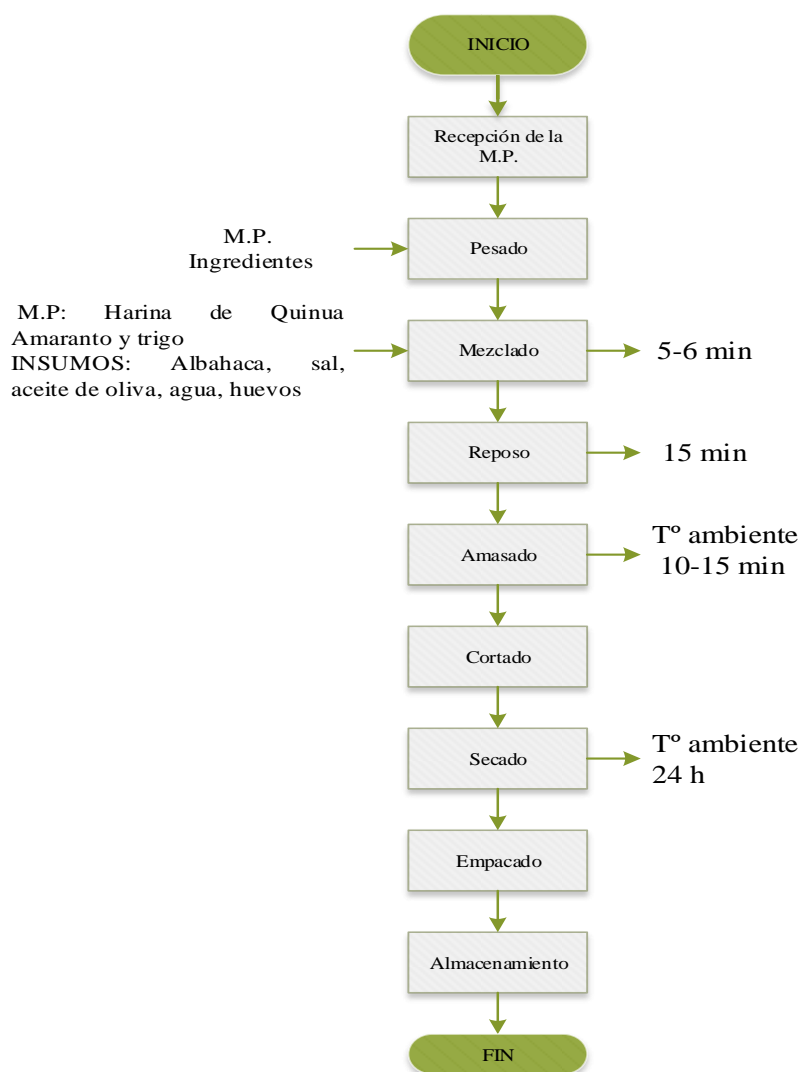 INICIO
Recepción de la
M.P.
M.P.
Ingredientes
Pesado
M.P: Harina de Quinua
Amaranto y trigo
INSUMOS: Albahaca, sal,
aceite de oliva, agua, huevos
Mezclado
5-6 min
Reposo
15 min
Amasado
Tº ambiente
10-15 min
Cortado
Secado
Tº ambiente
24 h
Empacado
Almacenamiento
FIN